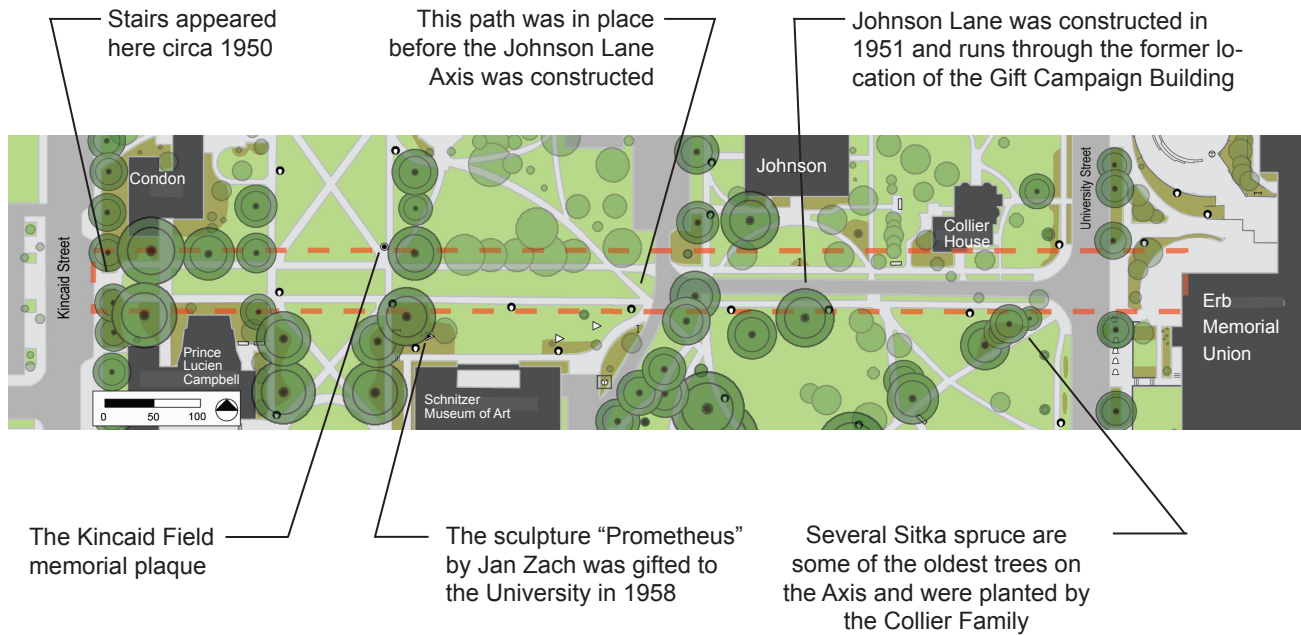 Stairs appeared
here circa 1950
This path was in place
before the Johnson Lane
Axis was constructed
Johnson Lane was constructed in
1951 and runs through the former lo-
cation of the Gift Campaign Building
Condon
Johnson
Collier
House
Kincaid Street
University Street
Erb
Memorial
Union
Prince
Lucien
Campbell
Schnitzer
Museum of Art
0 50 100
The Kincaid Field
memorial plaque
The sculpture “Prometheus”
by Jan Zach was gifted to
the University in 1958
Several Sitka spruce are
some of the oldest trees on
the Axis and were planted by
the Collier Family